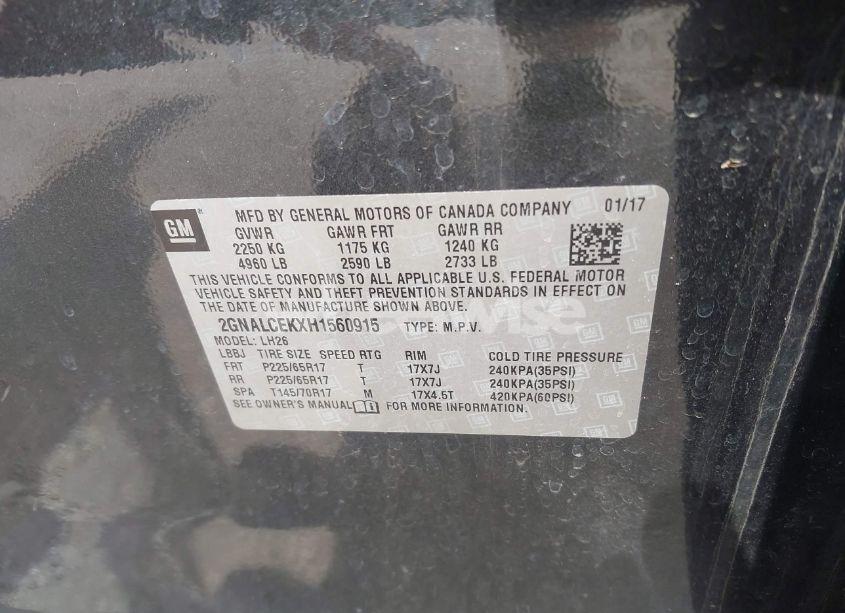 GM
MFD BY GENERAL MOTORS OF CANADA COMPANY 01/17
GVWR GAWR FRT GAWR RR
2250 KG 1175 KG 1240 KG
4960 LB 2590 LB 2733 LB
THIS VEHICLE CONFORMS TO ALL APPLICABLE U.S. FEDERAL MOTOR
VEHICLE SAFETY AND THEFT PREVENTION STANDARDS IN EFFECT ON
THE DATE OF MANUFACTURE SHOWN ABOVE.
2GNALCEKXH1560915 TYPE: M.P.V.
MODEL: LH26
LBBJ TIRE SIZE SPEED RTG RIM COLD TIRE PRESSURE
FRT P225/65R17 T 17X7J 240KPA(35PSI)
RR P225/65R17 T 17X7J 240KPA(35PSI)
SPA T145/70R17 M 17X4.5T 420KPA(60PSI)
SEE OWNER'S MANUAL FOR MORE INFORMATION.